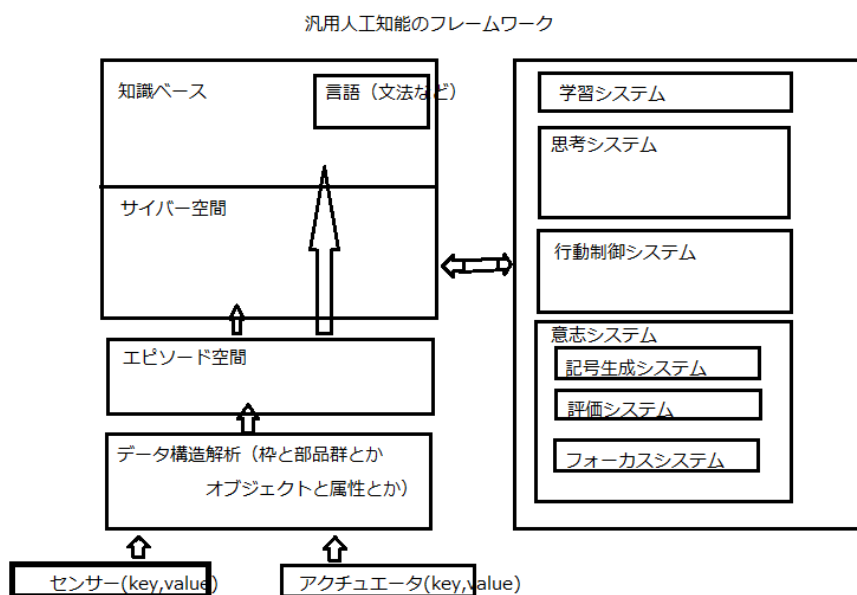 汎用人工知能のフレームワーク
知識ベース
言語（文法など）
サイバー空間
エピソード空間
データ構造解析（枠と部品群とか
オブジェクトと属性とか）
センサー(key,value)
アクチュエータ(key,value)
学習システム
思考システム
行動制御システム
意志システム
記号生成システム
評価システム
フォーカスシステム